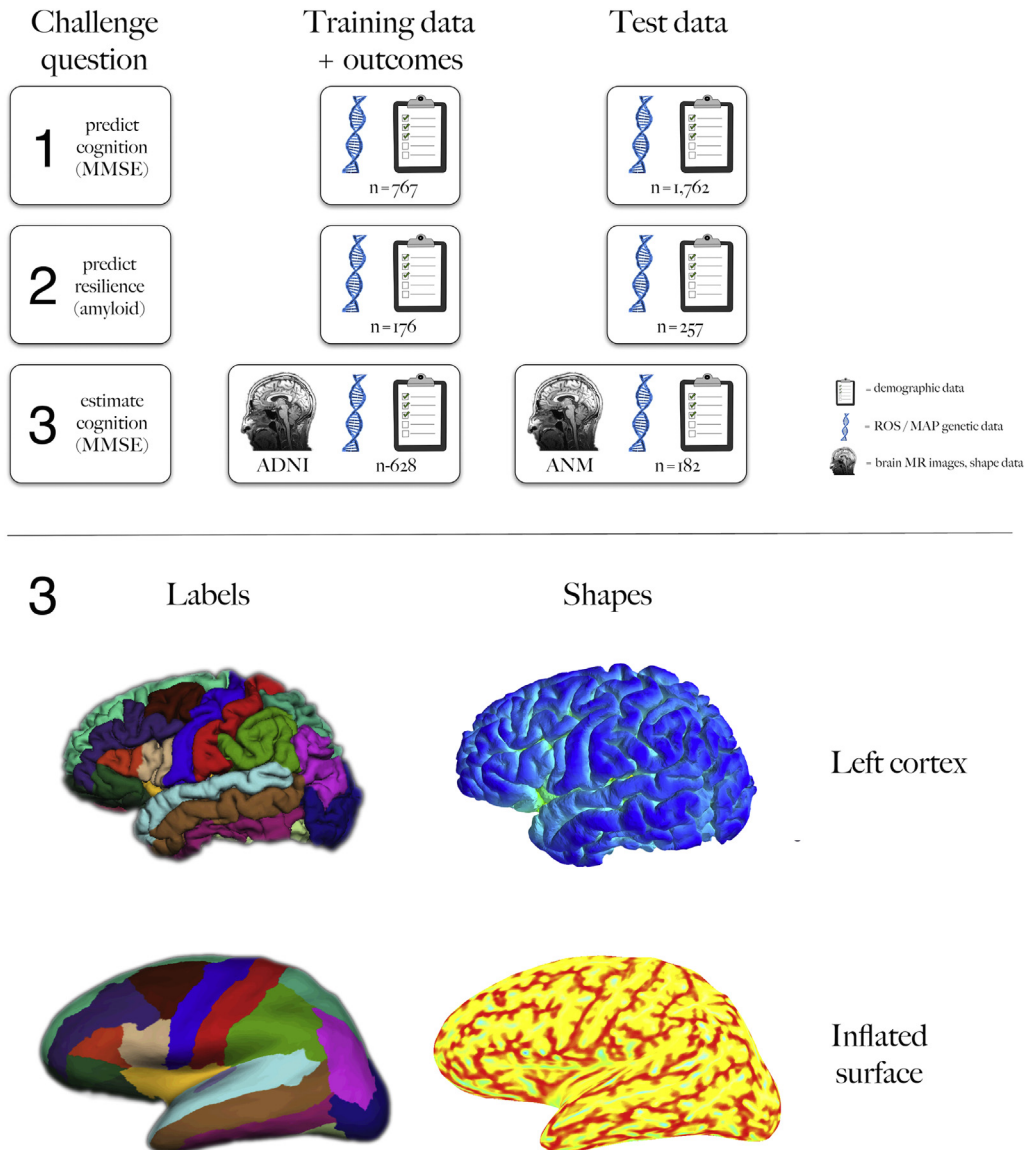 Challenge
question
Training data
+ outcomes
Test data
1
predict
cognition
(MMSE)
n=767
n=1,762
2
predict
resilience
(amyloid)
n=176
n=257
3
estimate
cognition
(MMSE)
ADNI
n-628
ANM
n=182
= demographic data
= ROS / MAP genetic data
= brain MR images, shape data
3
Labels
Shapes
Left cortex
Inflated
surface